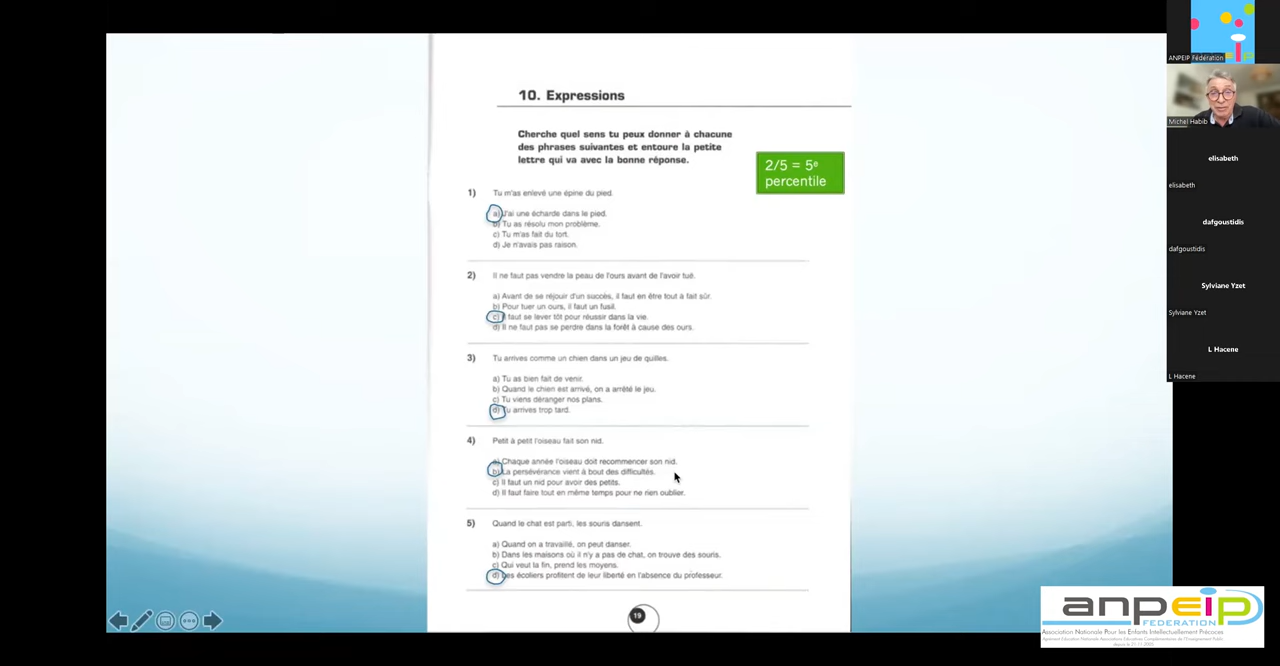 10. Expressions
Cherche quel sens tu peux donner à chacune
des phrases suivantes et entoure la petite
lettre qui va avec la bonne réponse.
2/5 = 5e
percentile
1) Tu m'as enlevé une épine du pied.
a) J'ai une écharde dans le pied.
b) Tu as résolu mon problème.
c) Tu m'as fait du tort.
d) Je n'avais pas raison.
2) Il ne faut pas vendre la peau de l'ours avant de l'avoir tué.
a) Avant de se réjouir d'un succès, il faut en être tout à fait sûr.
b) Pour tuer un ours, il faut un fusil.
c) Il faut se lever tôt pour réussir dans la vie.
d) Il ne faut pas se perdre dans la forêt à cause des ours.
3) Tu arrives comme un chien dans un jeu de quilles.
a) Tu as bien fait de venir.
b) Quand le chien est arrivé, on a arrêté le jeu.
c) Tu viens déranger nos plans.
d) Tu arrives trop tard.
4) Petit à petit l'oiseau fait son nid.
a) Chaque année l'oiseau doit recommencer son nid.
b) La persévérance vient à bout des difficultés.
c) Il faut un nid pour avoir des petits.
d) Il faut faire tout en même temps pour ne rien oublier.
5) Quand le chat est parti, les souris dansent.
a) Quand on a travaillé, on peut danser.
b) Dans les maisons où il n'y a pas de chat, on trouve des souris.
c) Qui veut la fin, prend les moyens.
d) Les écoliers profitent de leur liberté en l'absence du professeur.
19
ANPEIP Fédération
Michel Habib
elisabeth
elisabeth
dafgoustidis
dafgoustidis
Sylviane Yzet
Sylviane Yzet
L Hacene
L Hacene
anpeip
FEDERATION
Association Nationale Pour les Enfants Intellectuellement Précoces